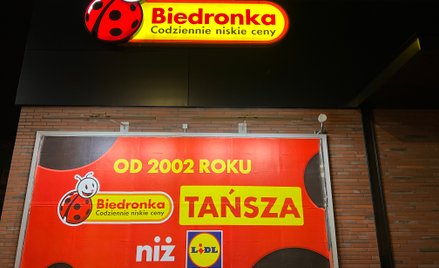 Biedronka
Codziennie niskie ceny
OD 2002 ROKU
Biedronka
Codziennie niskie ceny
TAŃSZA
niż
LIDL